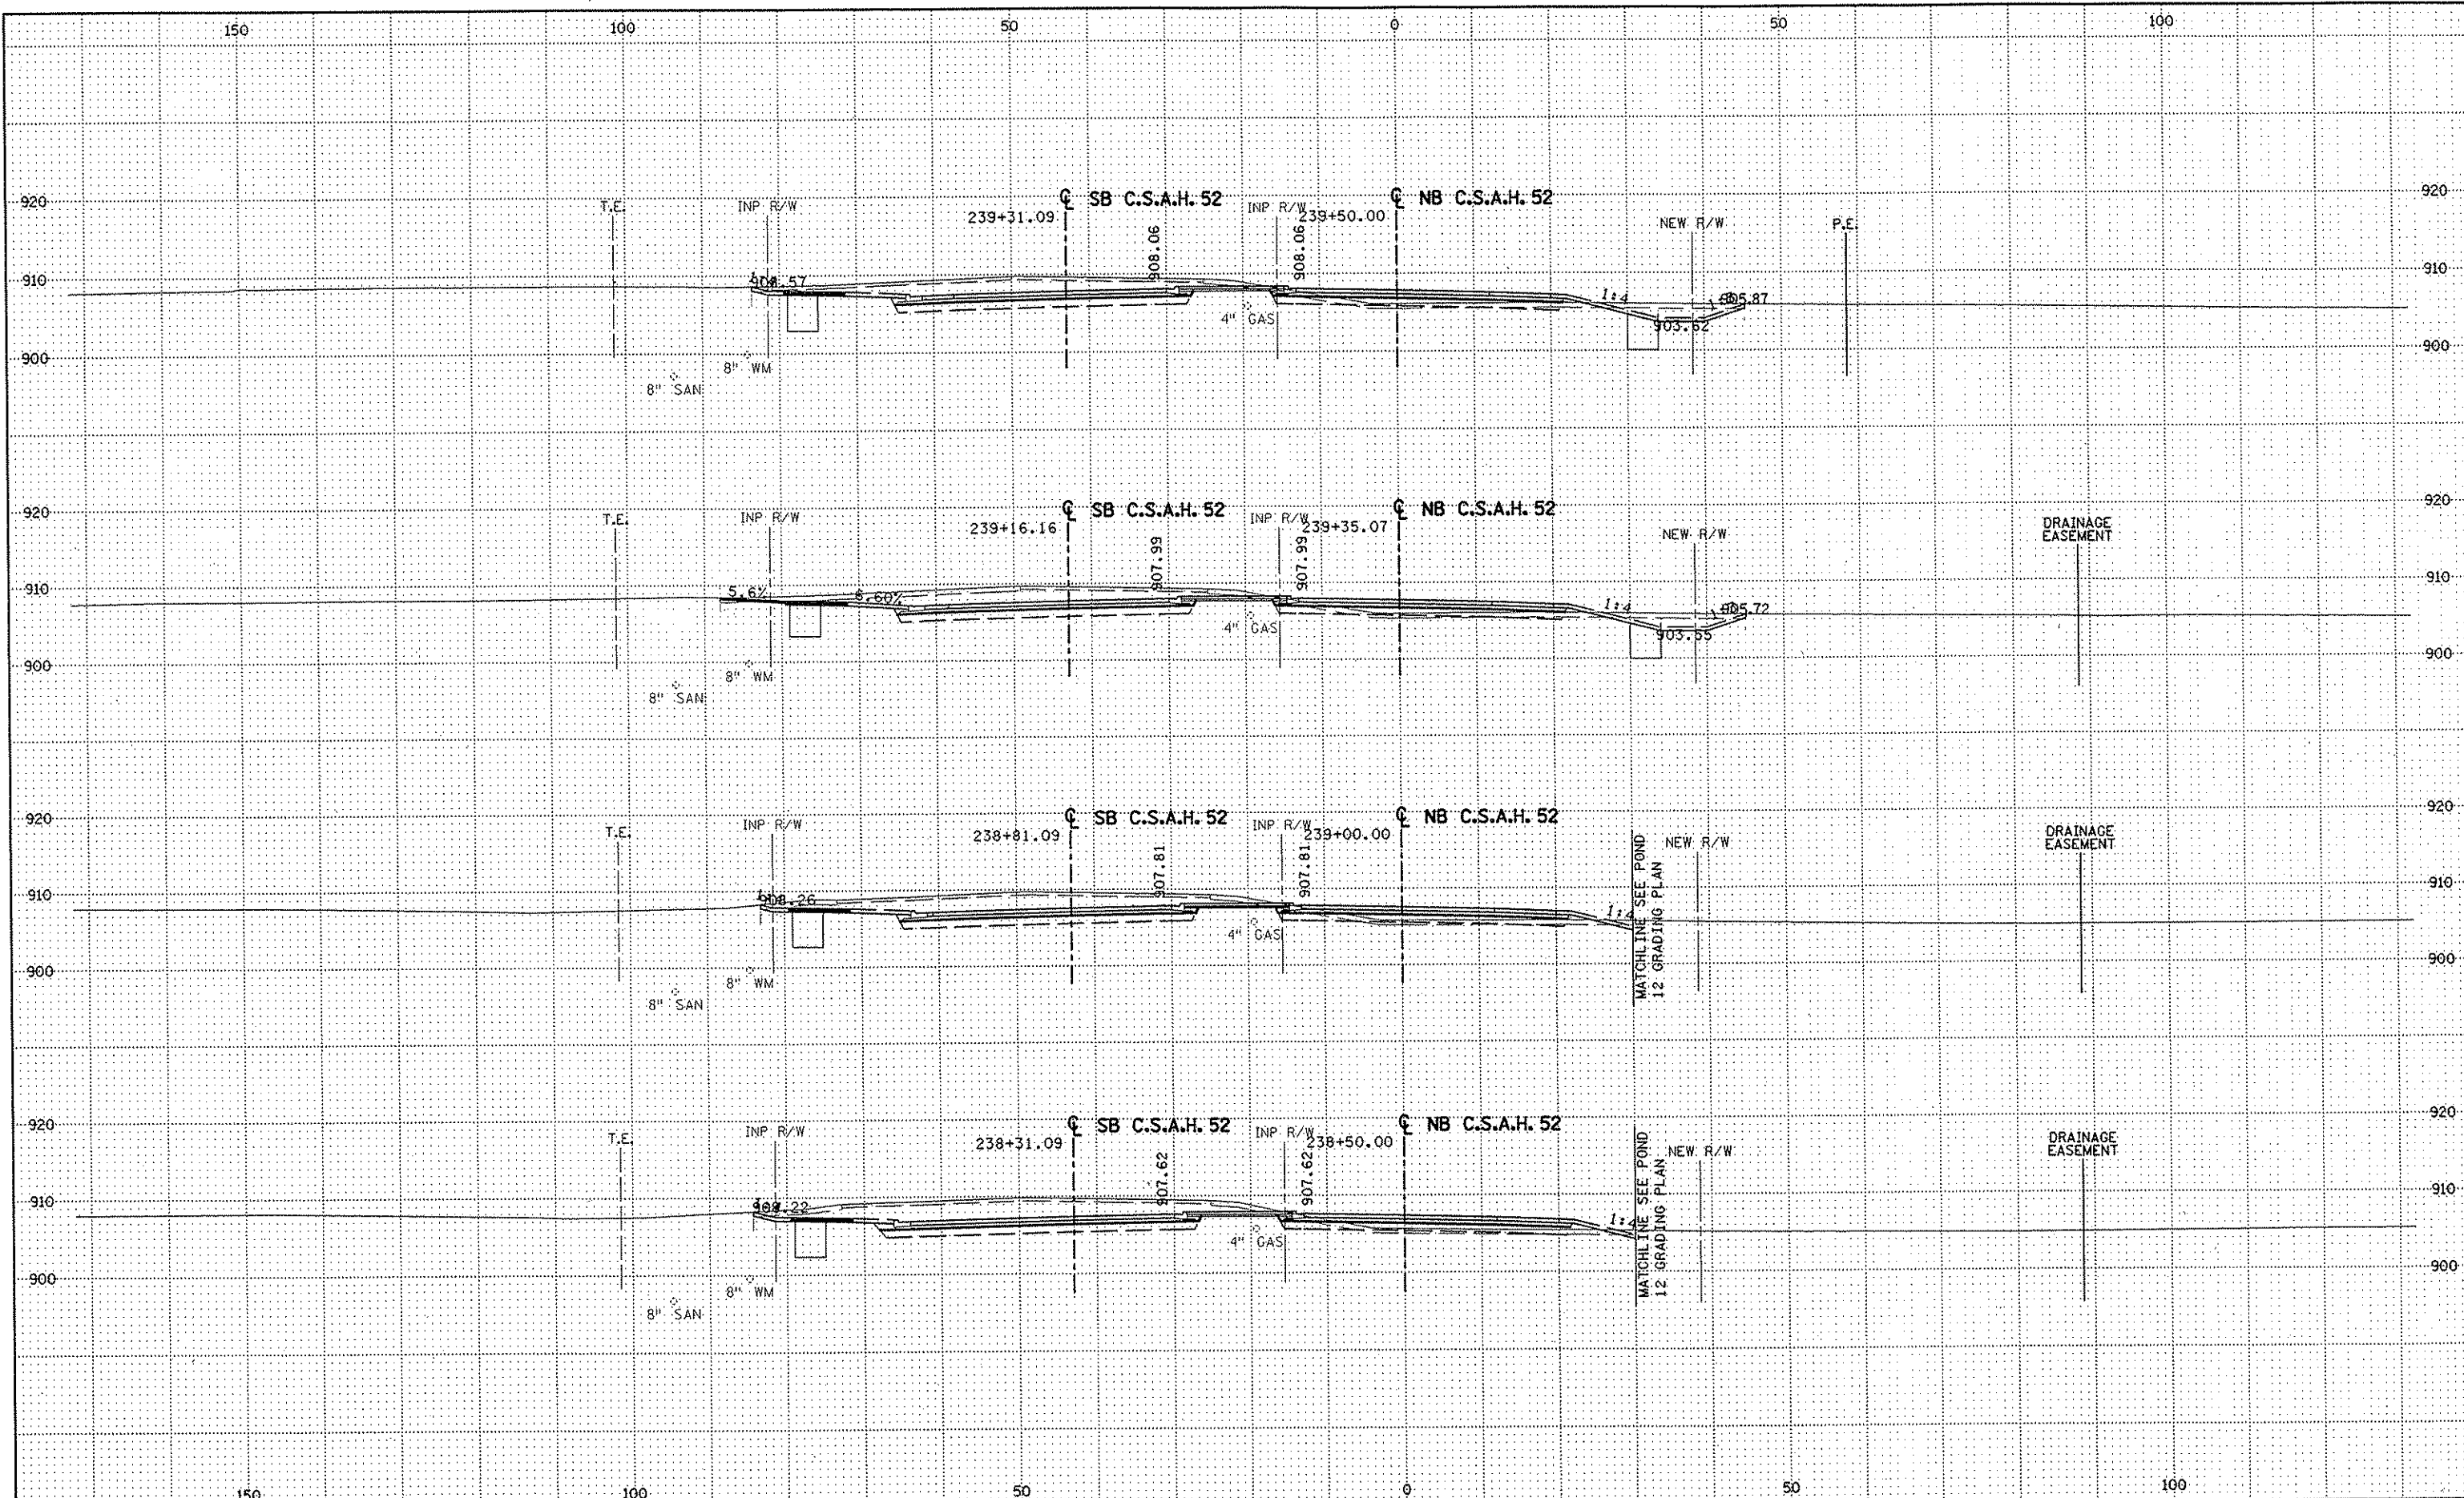 150 100 50 0 50 100
SB C.S.A.H. 52 NB C.S.A.H. 52
920 T.E. INP R/W 239+31.09 INP R/W 239+50.00 NEW R/W P.E. 920
908.06 908.06
910 910
1:4 905.87
4" GAS 903.62
900 8" WM 900
8" SAN
SB C.S.A.H. 52 NB C.S.A.H. 52
920 T.E. INP R/W 239+16.16 INP R/W 239+35.07 NEW R/W DRAINAGE 920
EASEMENT
907.99 907.99
910 5.6% 6.60% 910
1:4 905.72
4" GAS 903.55
900 8" WM 900
8" SAN
SB C.S.A.H. 52 NB C.S.A.H. 52
920 T.E. INP R/W 238+81.09 INP R/W 239+00.00 NEW R/W DRAINAGE 920
EASEMENT
907.81 907.81
MATCHLINE SEE POND
12 GRADING PLAN
910 908.26 910
1:4
4" GAS
900 8" WM 900
8" SAN
SB C.S.A.H. 52 NB C.S.A.H. 52
920 T.E. INP R/W 238+31.09 INP R/W 238+50.00 NEW R/W DRAINAGE 920
EASEMENT
907.62 907.62
MATCHLINE SEE POND
12 GRADING PLAN
910 910
1:4
4" GAS
900 8" WM 900
8" SAN
150 100 50 0 50 100